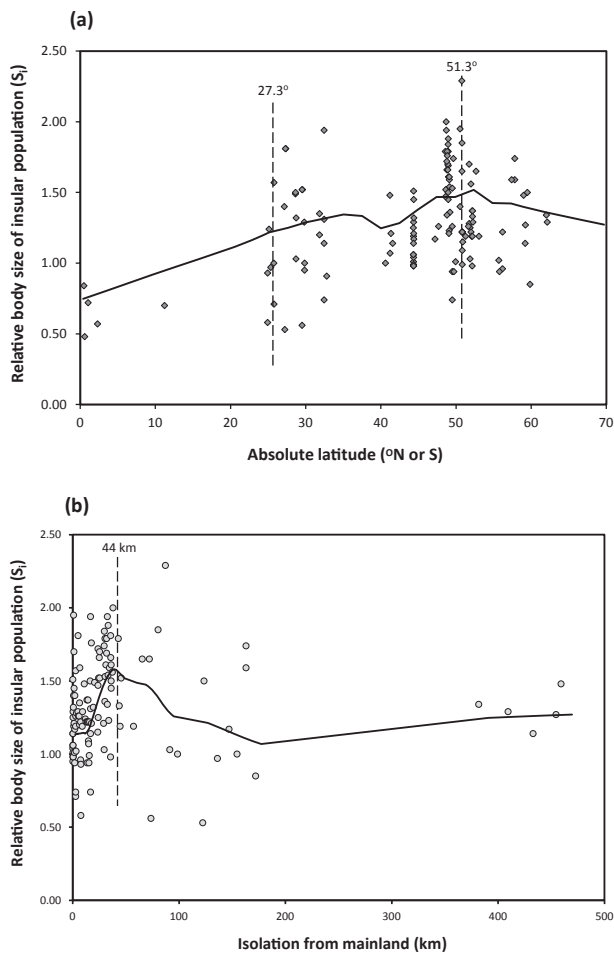 (a)
Relative body size of insular population (Sᵢ)
2.50
2.00
1.50
1.00
0.50
0.00
27.3°
51.3°
0 10 20 30 40 50 60 70
Absolute latitude (ᴼN or S)
(b)
Relative body size of insular population (Sᵢ)
2.50
2.00
1.50
1.00
0.50
0.00
44 km
0 100 200 300 400 500
Isolation from mainland (km)